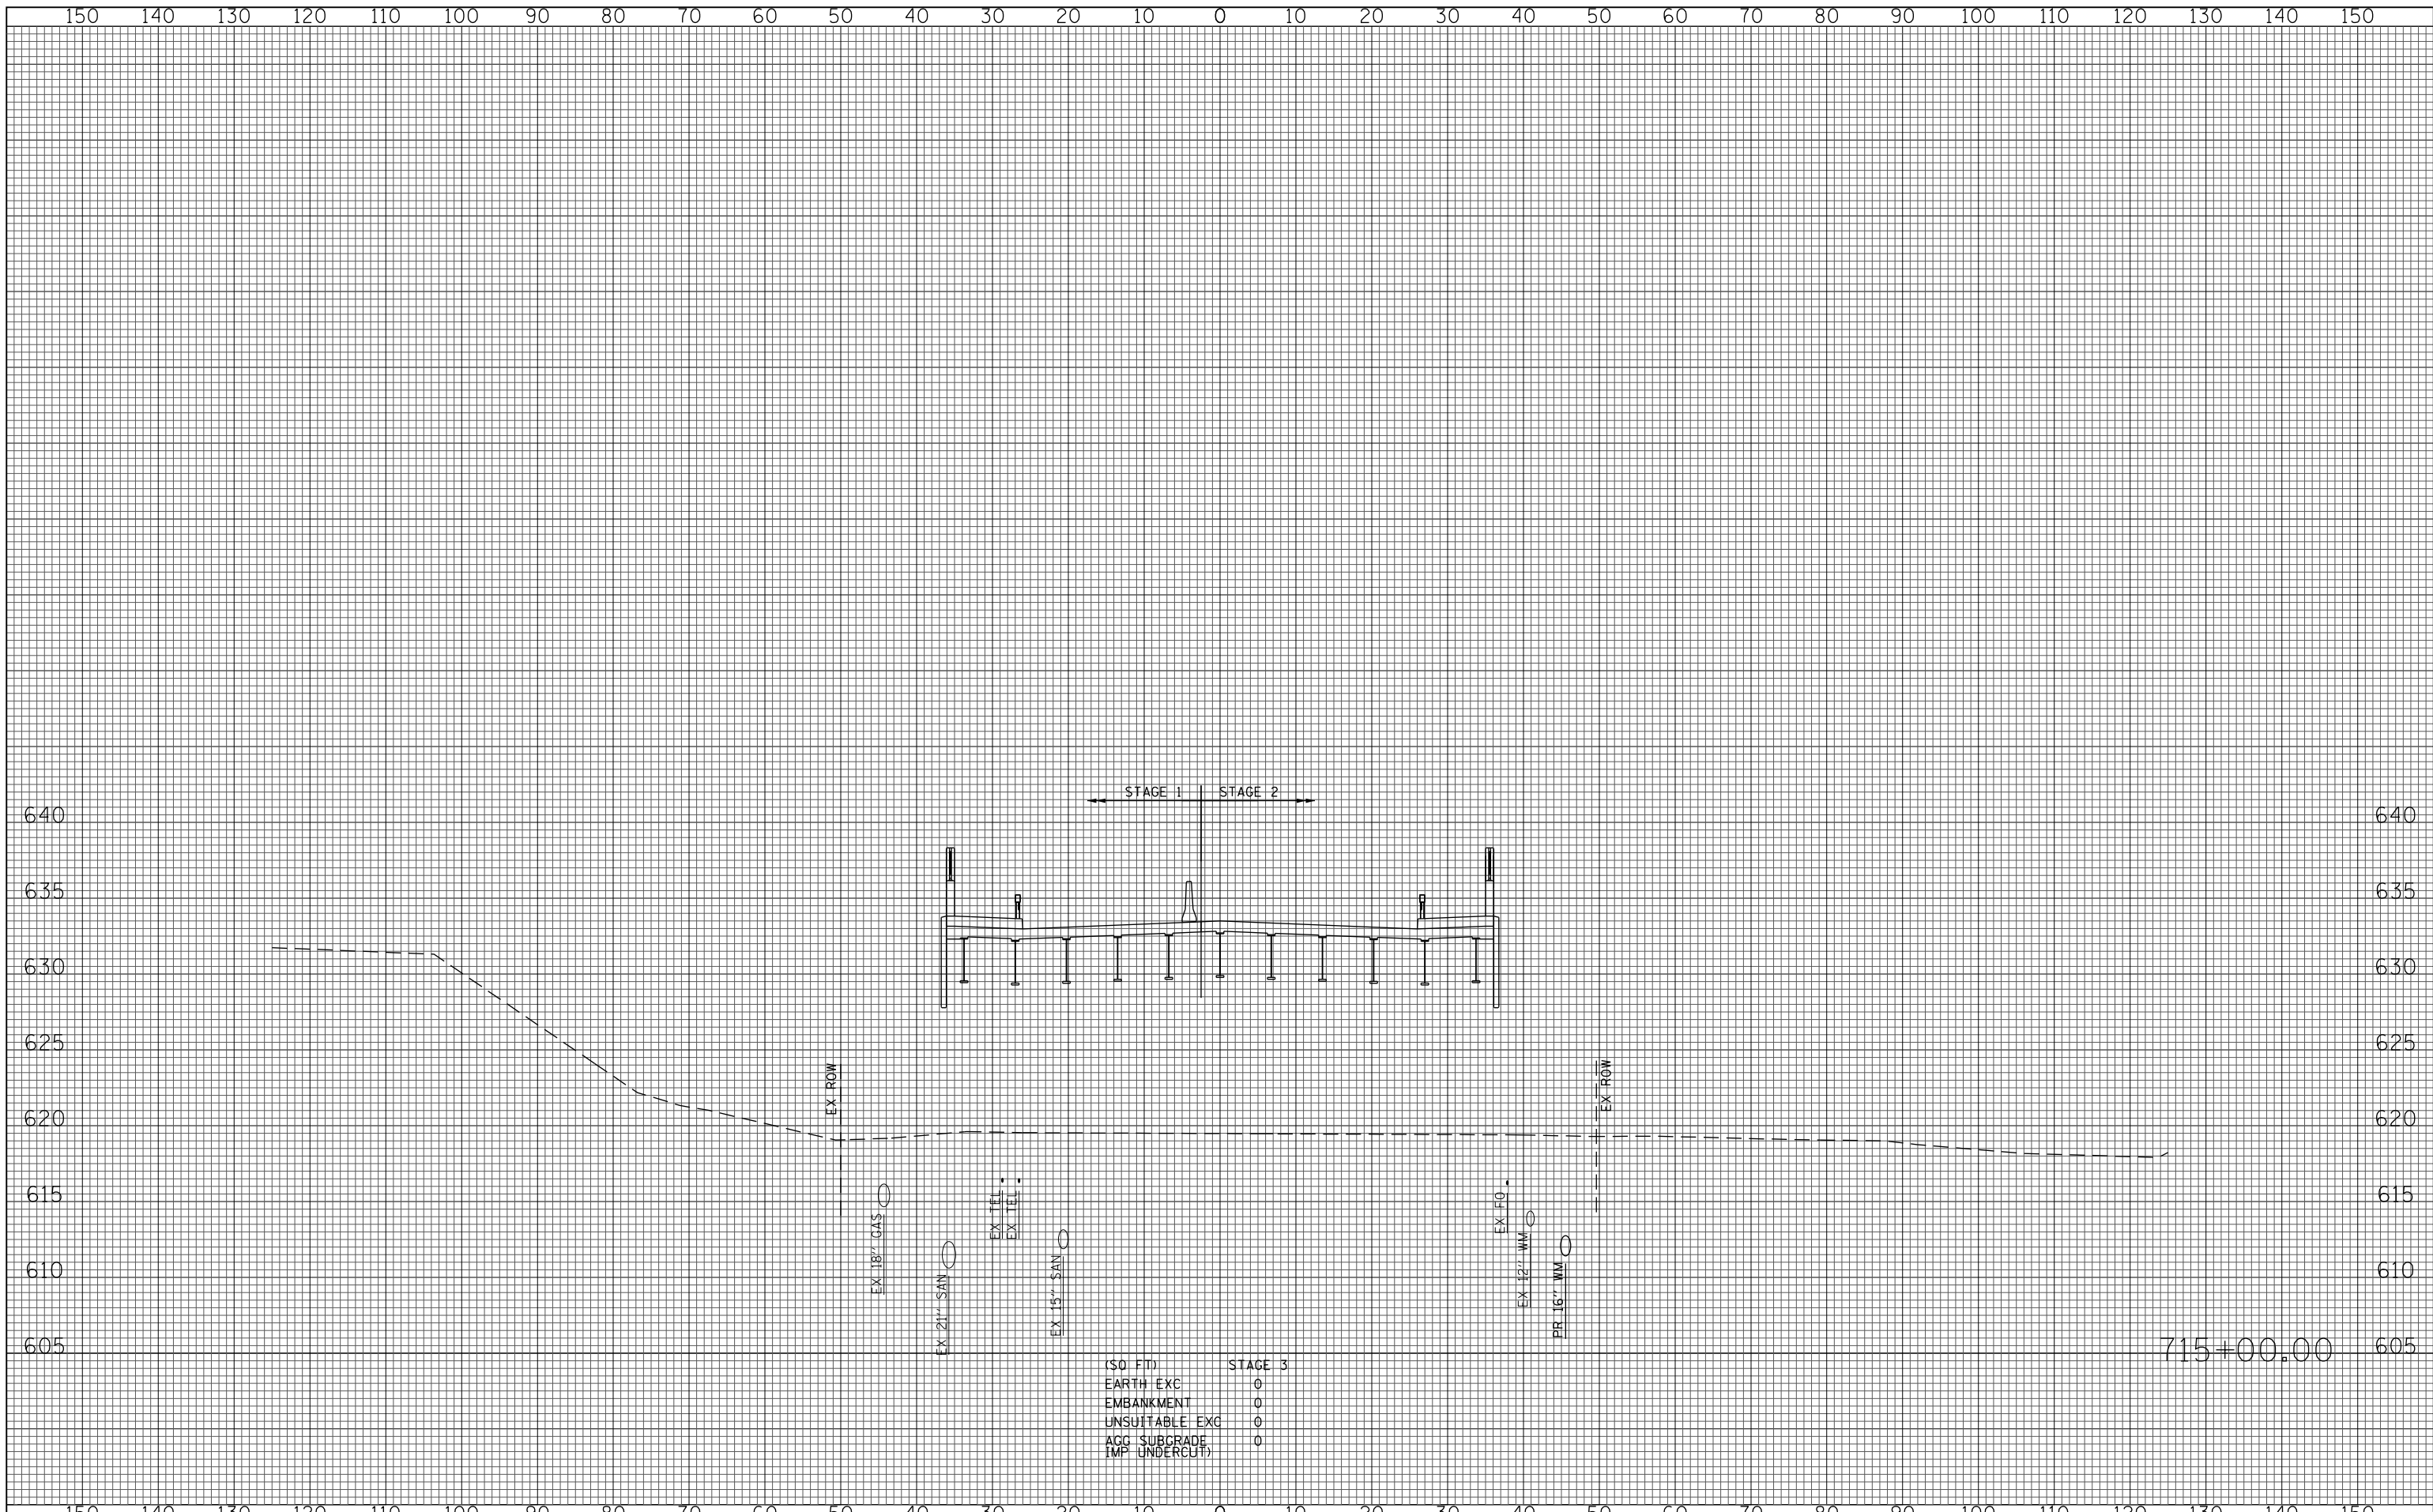 150 140 130 120 110 100 90 80 70 60 50 40 30 20 10 0 10 20 30 40 50 60 70 80 90 100 110 120 130 140 150
STAGE 1 STAGE 2
640 640
635 635
630 630
625 625
EX ROW EX ROW
620 620
615 615
EX 18" GAS
EX 21" SAN
EX TEL
EX TEL
EX 15" SAN
EX FO
EX 12" WM
PR 16" WM
610 610
605 715+00.00 605
(SQ FT) STAGE 3
EARTH EXC 0
EMBANKMENT 0
UNSUITABLE EXC 0
AGG SUBGRADE 0
IMP UNDERCUT)
150 140 130 120 110 100 90 80 70 60 50 40 30 20 10 0 10 20 30 40 50 60 70 80 90 100 110 120 130 140 150